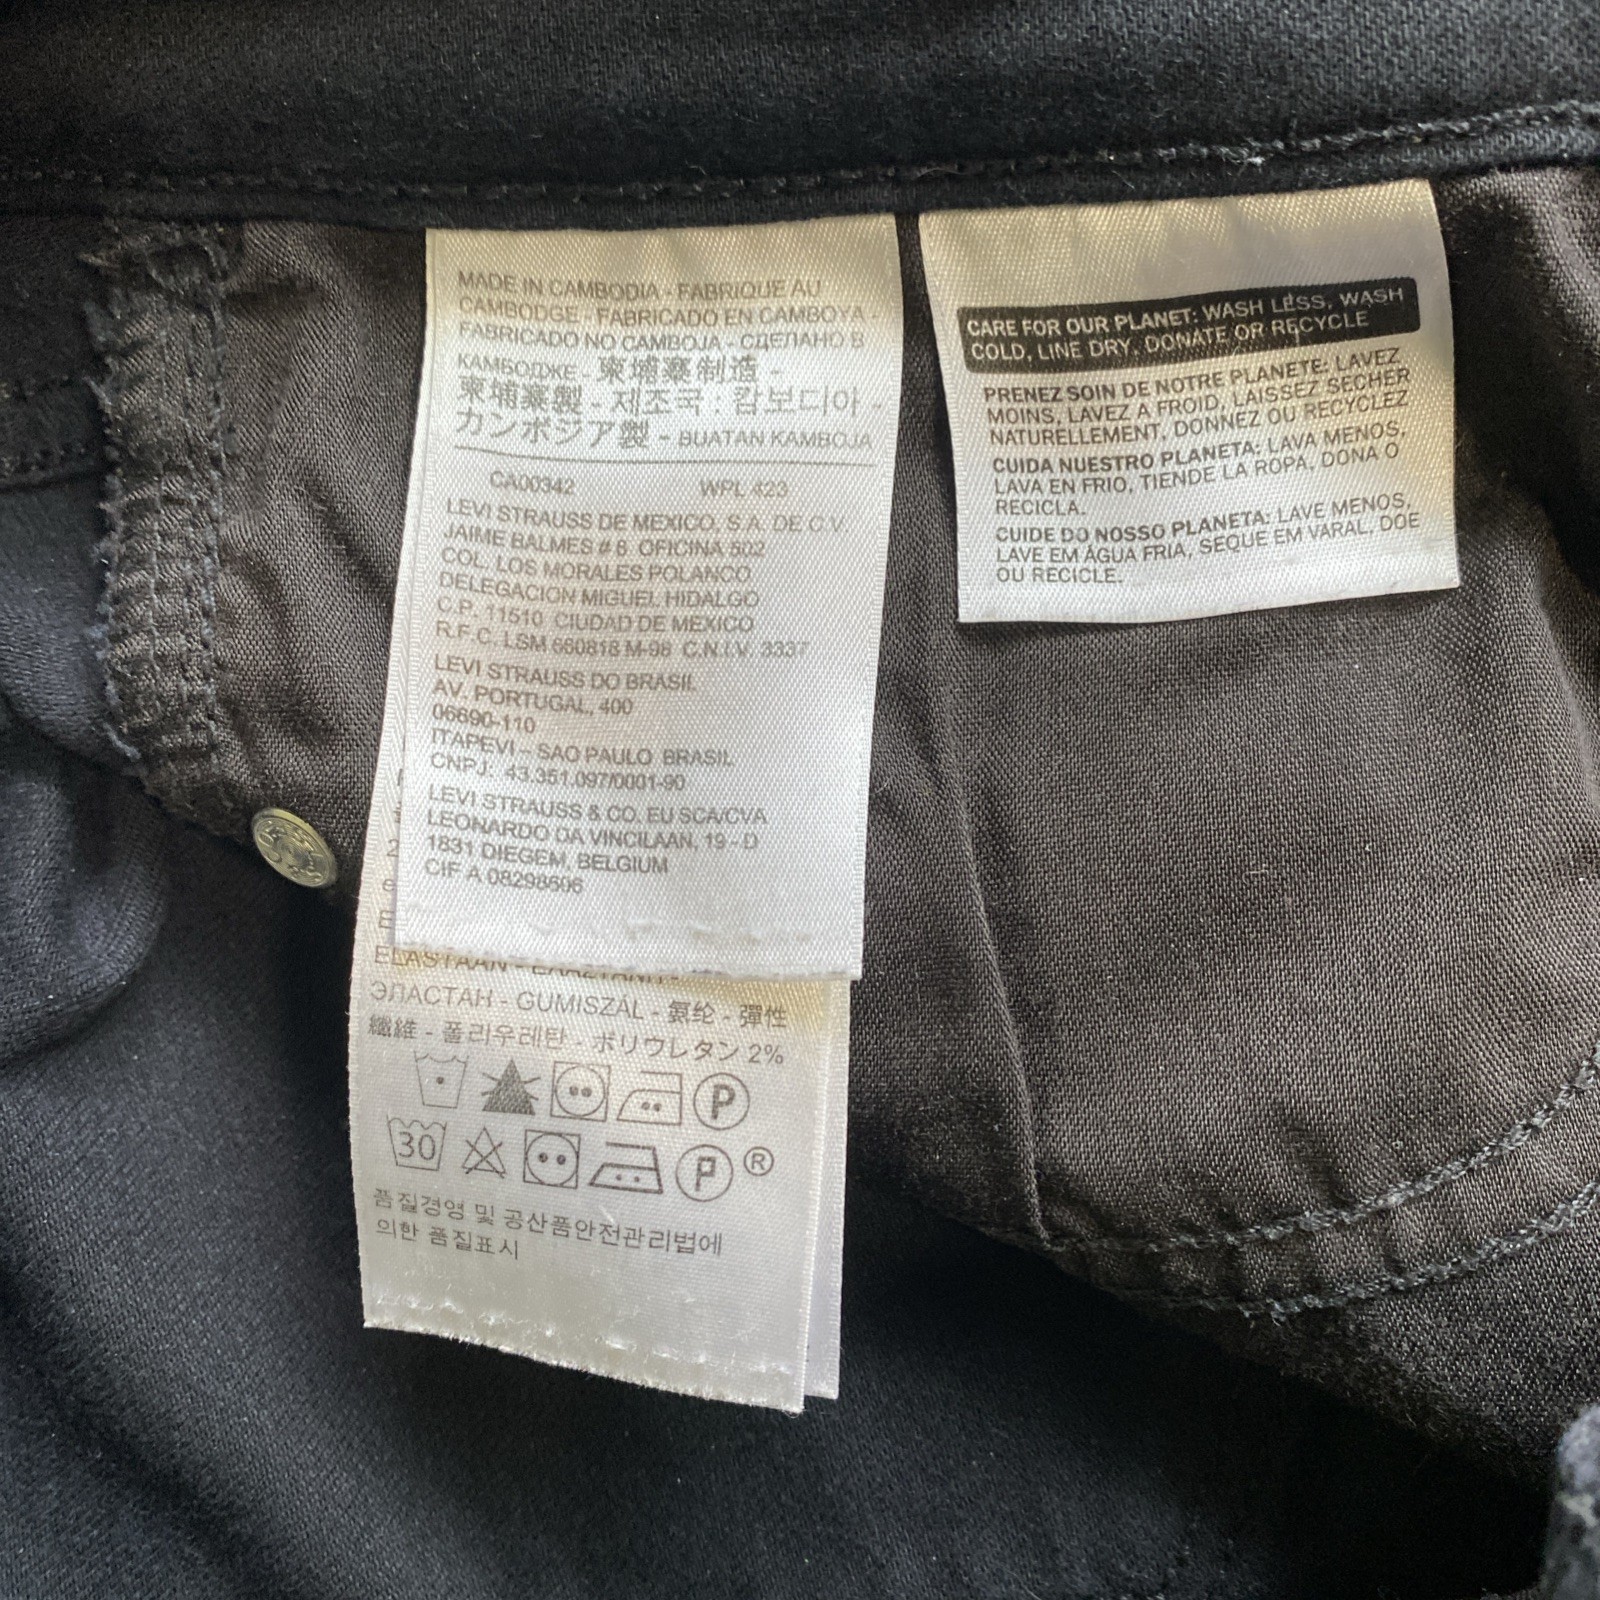 MADE IN CAMBODIA - FABRIQUE AU
CAMBODGE - FABRICADO EN CAMBOYA -
FABRICADO NO CAMBOJA - СДЕЛАНО В
КАМБОДЖЕ - 柬埔寨制造 -
柬埔寨製 - 제조국 : 캄보디아 -
カンボジア製 - BUATAN KAMBOJA
CA00342 WPL 423
LEVI STRAUSS DE MEXICO, S.A. DE C.V.
JAIME BALMES # 8 OFICINA 502
COL. LOS MORALES POLANCO
DELEGACION MIGUEL HIDALGO
C.P. 11510 CIUDAD DE MEXICO
R.F.C. LSM 660818 M-98 C.N.I.V. 3337
LEVI STRAUSS DO BRASIL
AV. PORTUGAL, 400
06690-110
ITAPEVI – SAO PAULO BRASIL
CNPJ: 43.351.097/0001-90
LEVI STRAUSS & CO. EU SCA/CVA
LEONARDO DA VINCILAAN, 19 - D
1831 DIEGEM, BELGIUM
CIF A 08298606
ELASTAAN -
ЭЛАСТАН - GUMISZÁL - 氨纶 - 彈性
纖維 - 폴리우레탄 - ポリウレタン 2%
P
30 P ®
품질경영 및 공산품안전관리법에
의한 품질표시
CARE FOR OUR PLANET: WASH LESS, WASH
COLD, LINE DRY, DONATE OR RECYCLE
PRENEZ SOIN DE NOTRE PLANETE: LAVEZ
MOINS, LAVEZ A FROID, LAISSEZ SECHER
NATURELLEMENT, DONNEZ OU RECYCLEZ
CUIDA NUESTRO PLANETA: LAVA MENOS,
LAVA EN FRIO, TIENDE LA ROPA, DONA O
RECICLA.
CUIDE DO NOSSO PLANETA: LAVE MENOS,
LAVE EM ÁGUA FRIA, SEQUE EM VARAL, DOE
OU RECICLE.